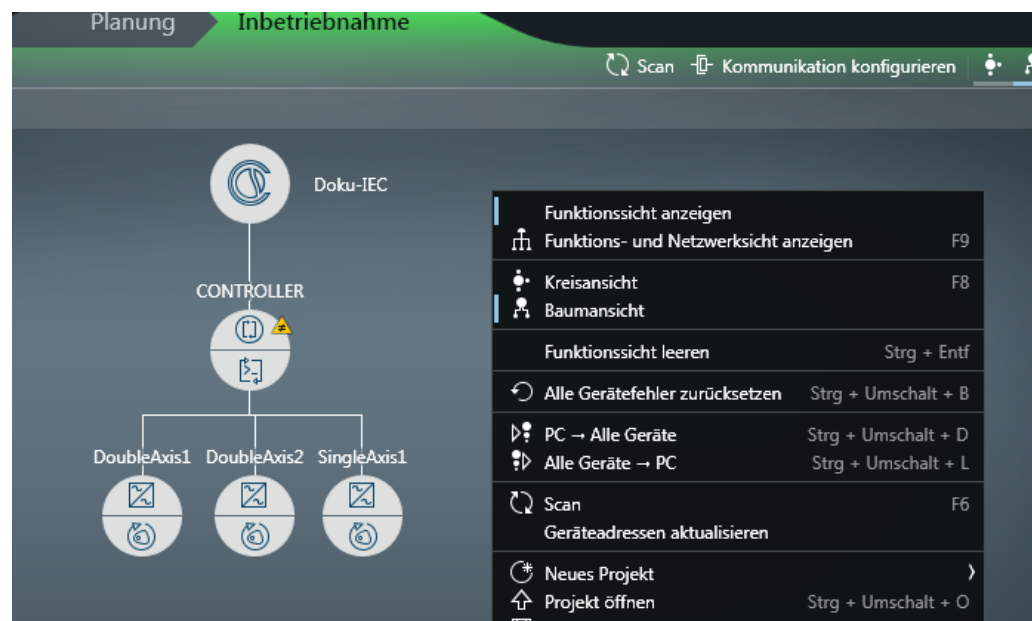 Planung Inbetriebnahme
Scan Kommunikation konfigurieren
Doku-IEC
CONTROLLER
DoubleAxis1 DoubleAxis2 SingleAxis1
Funktionssicht anzeigen
Funktions- und Netzwerksicht anzeigen F9
Kreisansicht F8
Baumansicht
Funktionssicht leeren Strg + Entf
Alle Gerätefehler zurücksetzen Strg + Umschalt + B
PC → Alle Geräte Strg + Umschalt + D
Alle Geräte → PC Strg + Umschalt + L
Scan F6
Geräteadressen aktualisieren
Neues Projekt
Projekt öffnen Strg + Umschalt + O